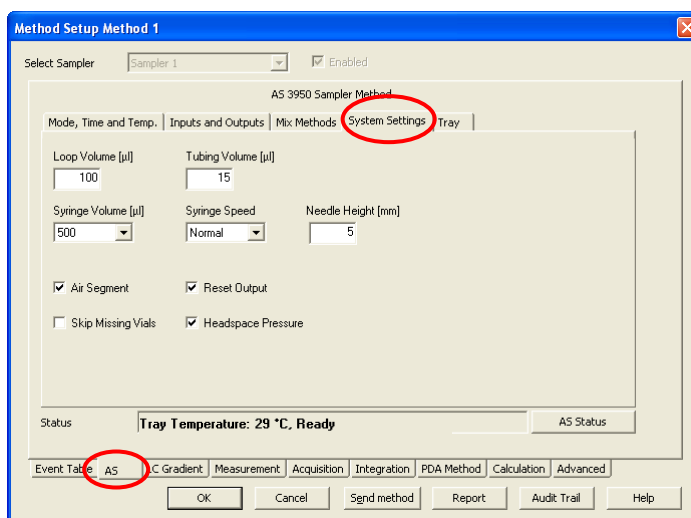 Method Setup Method 1
Select Sampler Sampler 1 Enabled
AS 3950 Sampler Method
Mode, Time and Temp. Inputs and Outputs Mix Methods System Settings Tray
Loop Volume [µl] Tubing Volume [µl]
100 15
Syringe Volume [µl] Syringe Speed Needle Height [mm]
500 Normal 5
Air Segment Reset Output
Skip Missing Vials Headspace Pressure
Status Tray Temperature: 29 °C, Ready AS Status
Event Table AS LC Gradient Measurement Acquisition Integration PDA Method Calculation Advanced
OK Cancel Send method Report Audit Trail Help